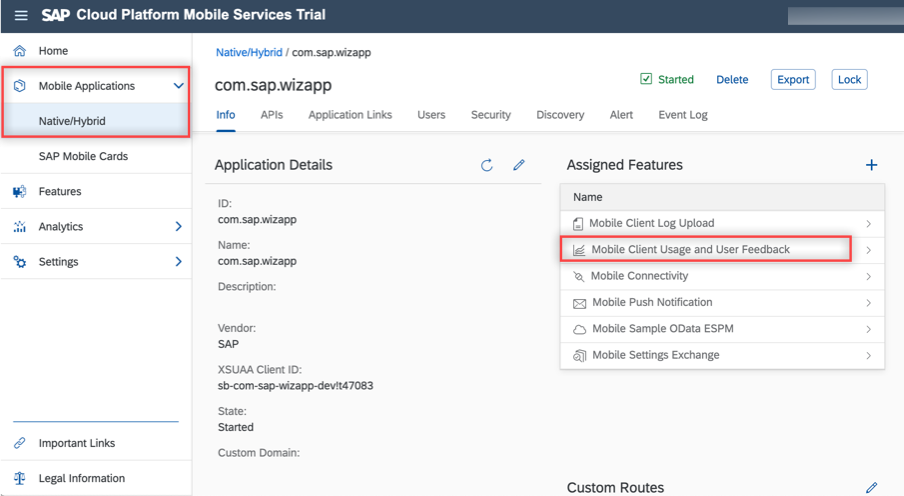 SAP Cloud Platform Mobile Services Trial
Home
Mobile Applications
Native/Hybrid
SAP Mobile Cards
Features
Analytics
Settings
Important Links
Legal Information
Native/Hybrid / com.sap.wizapp
com.sap.wizapp
Started Delete Export Lock
Info APIs Application Links Users Security Discovery Alert Event Log
Application Details
ID:
com.sap.wizapp
Name:
com.sap.wizapp
Description:
Vendor:
SAP
XSUAA Client ID:
sb-com-sap-wizapp-dev!t47083
State:
Started
Custom Domain:
Assigned Features
Name
Mobile Client Log Upload
Mobile Client Usage and User Feedback
Mobile Connectivity
Mobile Push Notification
Mobile Sample OData ESPM
Mobile Settings Exchange
Custom Routes